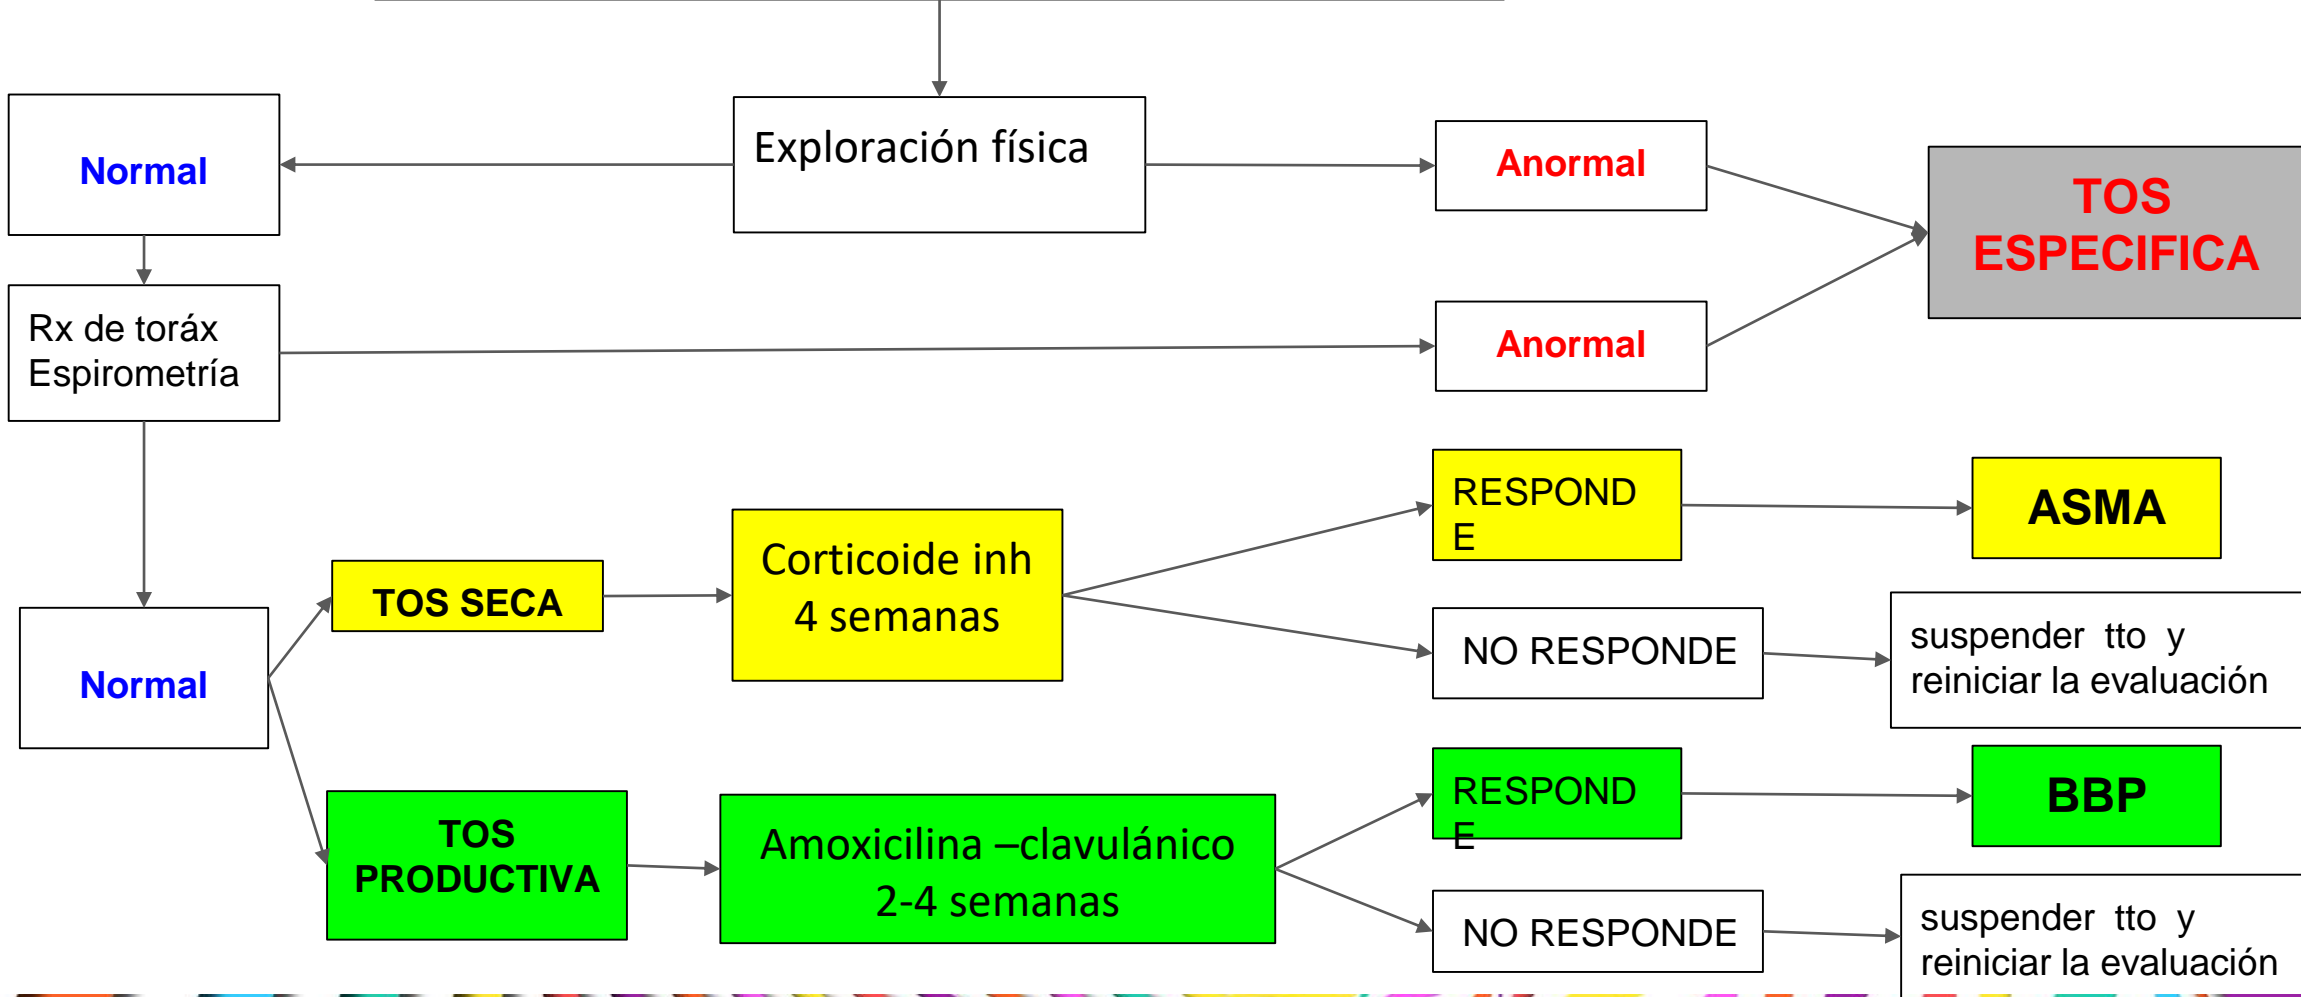 Exploración física
Normal
Anormal
TOS
ESPECIFICA
Rx de toráx
Espirometría
Anormal
RESPOND
E
ASMA
Corticoide inh
4 semanas
TOS SECA
NO RESPONDE
suspender tto y
reiniciar la evaluación
Normal
RESPOND
E
BBP
TOS
PRODUCTIVA
Amoxicilina –clavulánico
2-4 semanas
NO RESPONDE
suspender tto y
reiniciar la evaluación